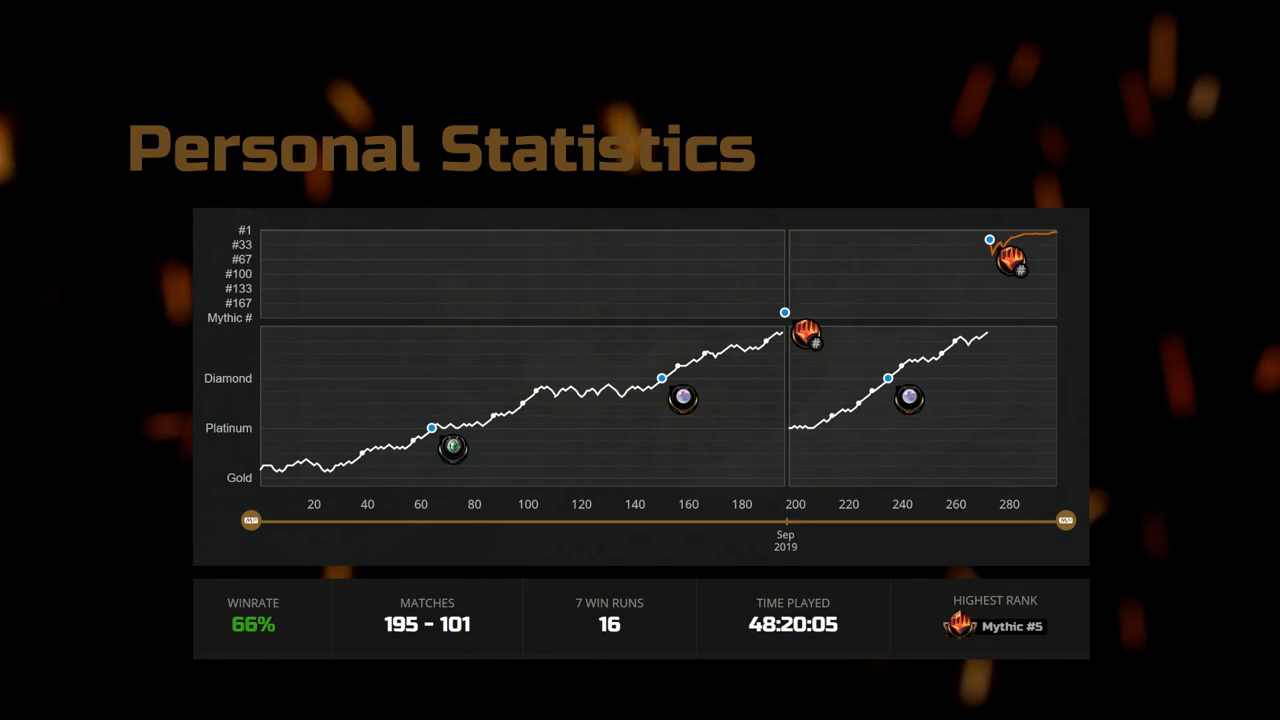 Personal Statistics
#1
#33
#67
#100
#133
#167
Mythic #
Diamond
Platinum
Gold
20 40 60 80 100 120 140 160 180 200 220 240 260 280
Sep
2019
WINRATE MATCHES 7 WIN RUNS TIME PLAYED HIGHEST RANK
66% 195 - 101 16 48:20:05 Mythic #5